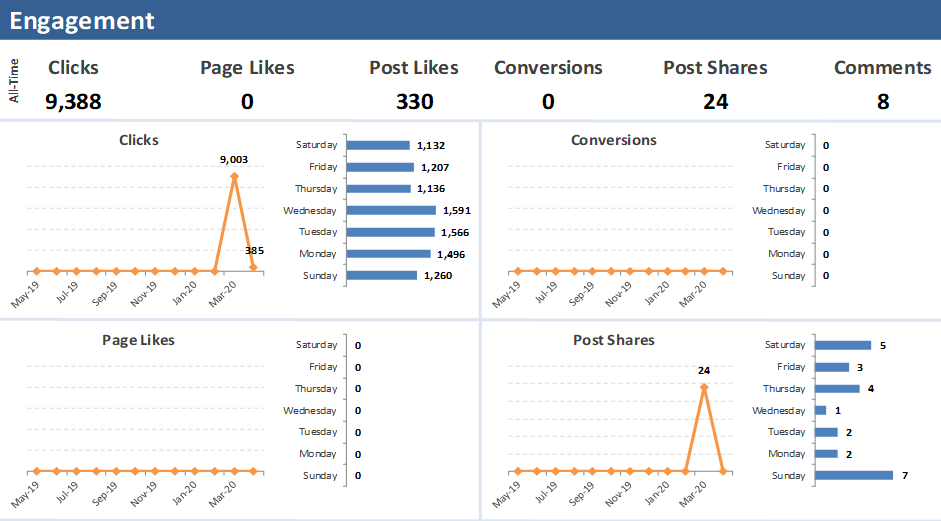 Engagement
All-Time
Clicks Page Likes Post Likes Conversions Post Shares Comments
9,388 0 330 0 24 8
Clicks
9,003
385
May-19 Jul-19 Sep-19 Nov-19 Jan-20 Mar-20
Saturday 1,132
Friday 1,207
Thursday 1,136
Wednesday 1,591
Tuesday 1,566
Monday 1,496
Sunday 1,260
Conversions
May-19 Jul-19 Sep-19 Nov-19 Jan-20 Mar-20
Saturday 0
Friday 0
Thursday 0
Wednesday 0
Tuesday 0
Monday 0
Sunday 0
Page Likes
May-19 Jul-19 Sep-19 Nov-19 Jan-20 Mar-20
Saturday 0
Friday 0
Thursday 0
Wednesday 0
Tuesday 0
Monday 0
Sunday 0
Post Shares
24
May-19 Jul-19 Sep-19 Nov-19 Jan-20 Mar-20
Saturday 5
Friday 3
Thursday 4
Wednesday 1
Tuesday 2
Monday 2
Sunday 7